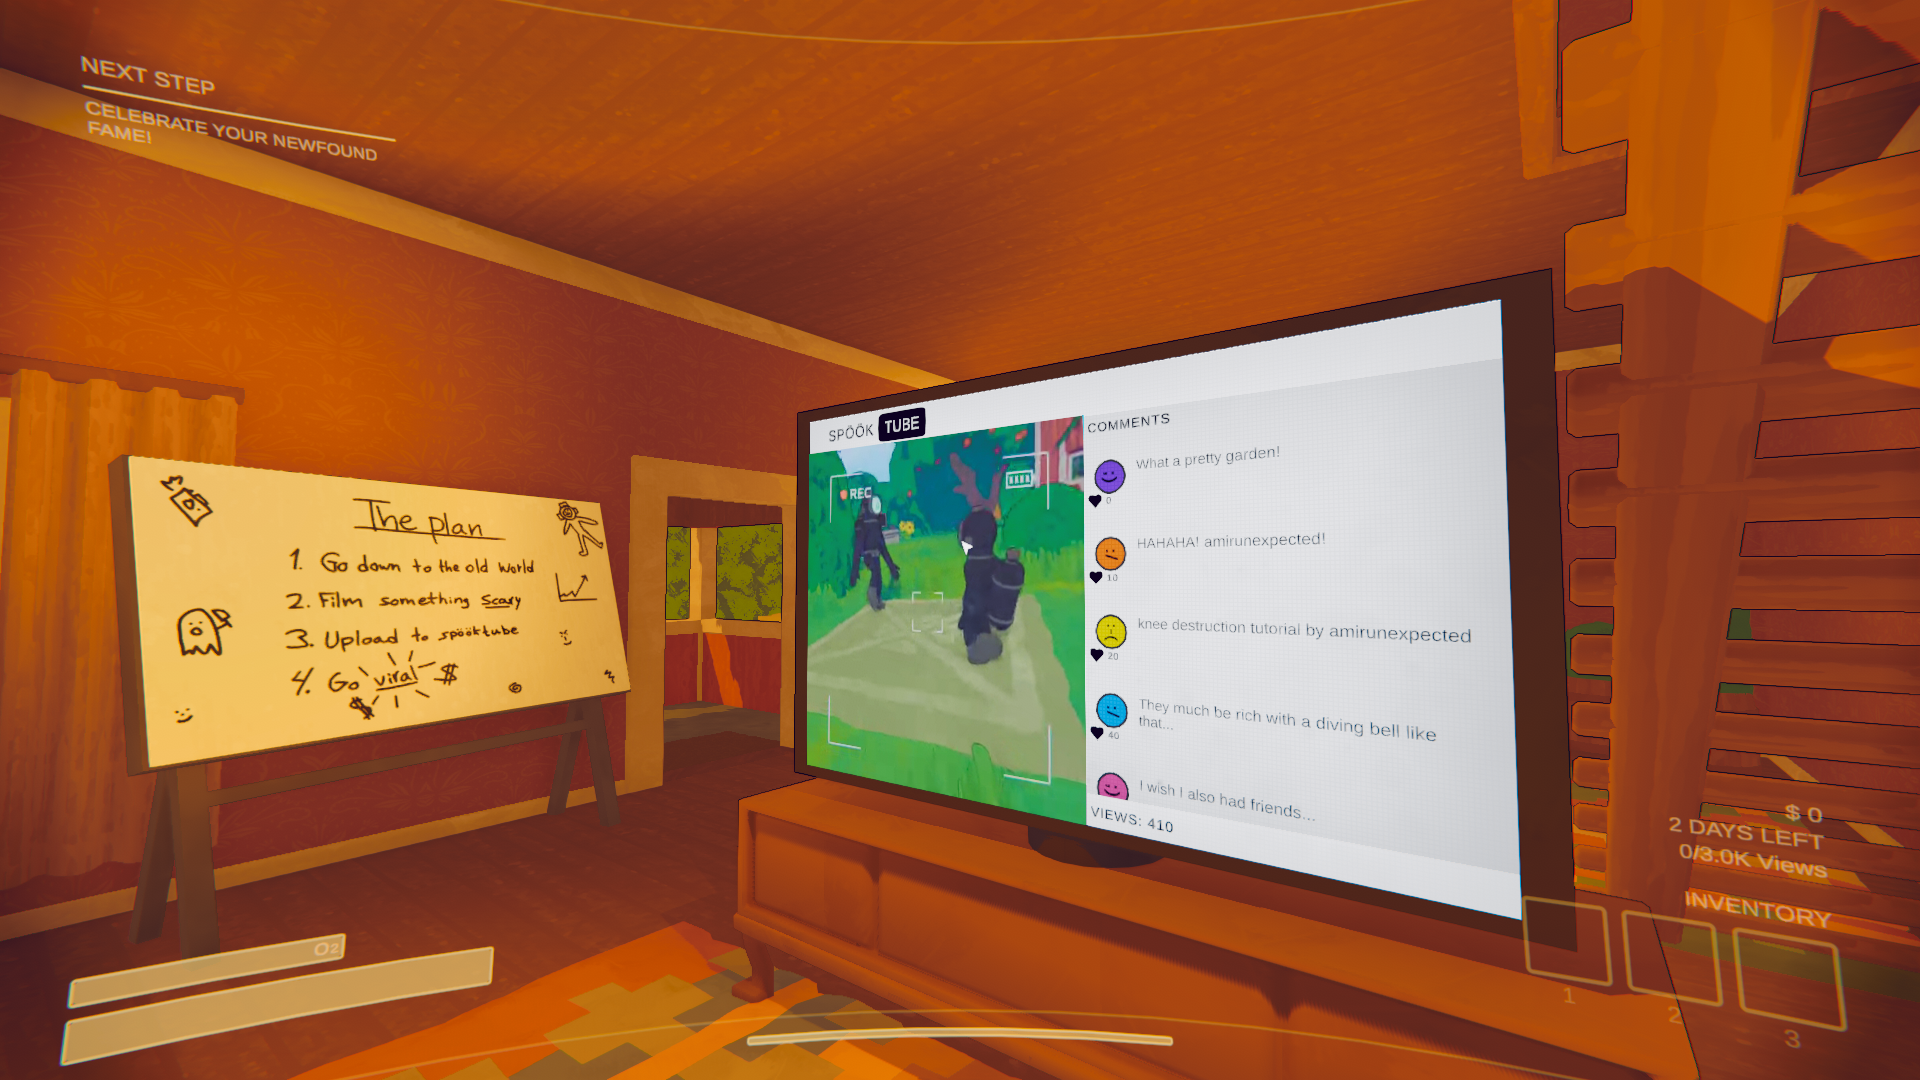 NEXT STEP
CELEBRATE YOUR NEWFOUND
FAME!
The plan
1. Go down to the old world
2. Film something scary
3. Upload to spööktube
4. Go viral $
$
SPÖÖK TUBE
REC
COMMENTS
What a pretty garden!
0
HAHAHA! amirunexpected!
10
knee destruction tutorial by amirunexpected
20
They much be rich with a diving bell like
that...
40
I wish I also had friends...
VIEWS: 410
$ 0
2 DAYS LEFT
0/3.0K Views
INVENTORY
1
2
3
O2